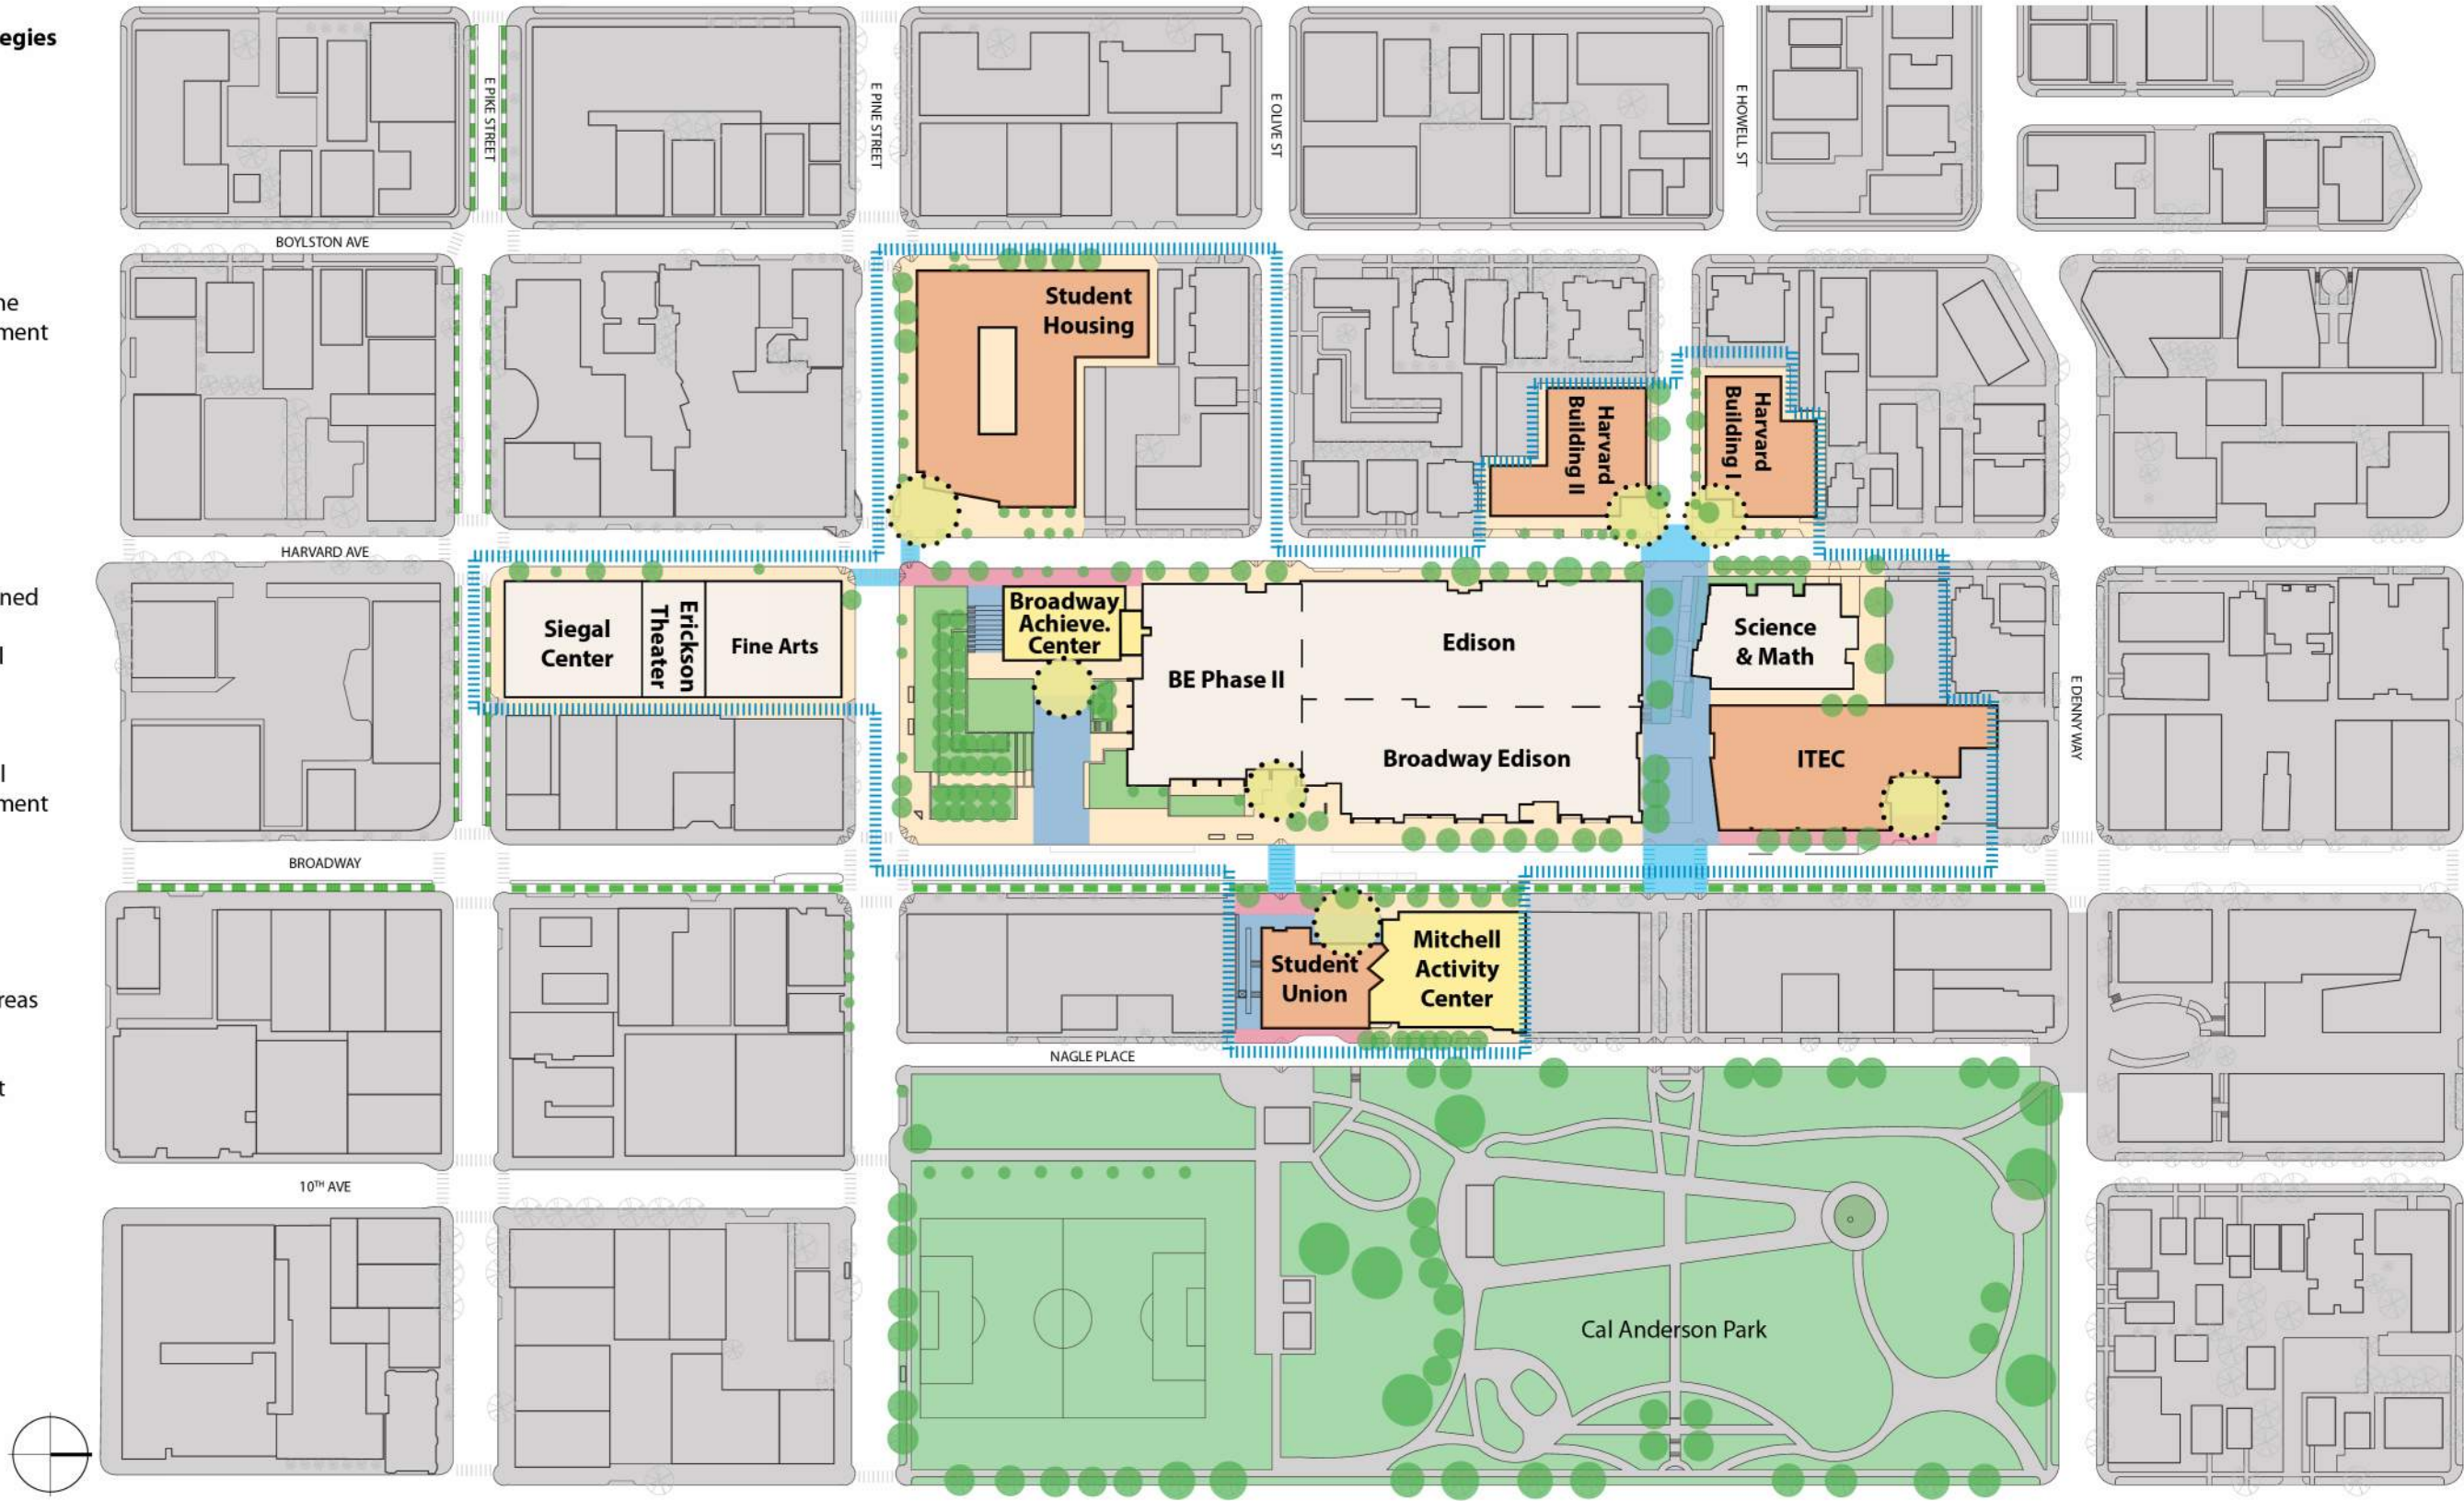 egies
ne
ment
ned
l
l
ment
reas
t
E PIKE STREET
E PINE STREET
E OLIVE ST
E HOWELL ST
BOYLSTON AVE
Student
Housing
Harvard
Building II
Harvard
Building I
HARVARD AVE
Siegal
Center
Erickson
Theater
Fine Arts
Broadway
Achieve.
Center
BE Phase II
Edison
Broadway Edison
Science
& Math
ITEC
E DENNY WAY
BROADWAY
Student
Union
Mitchell
Activity
Center
NAGLE PLACE
10TH AVE
Cal Anderson Park